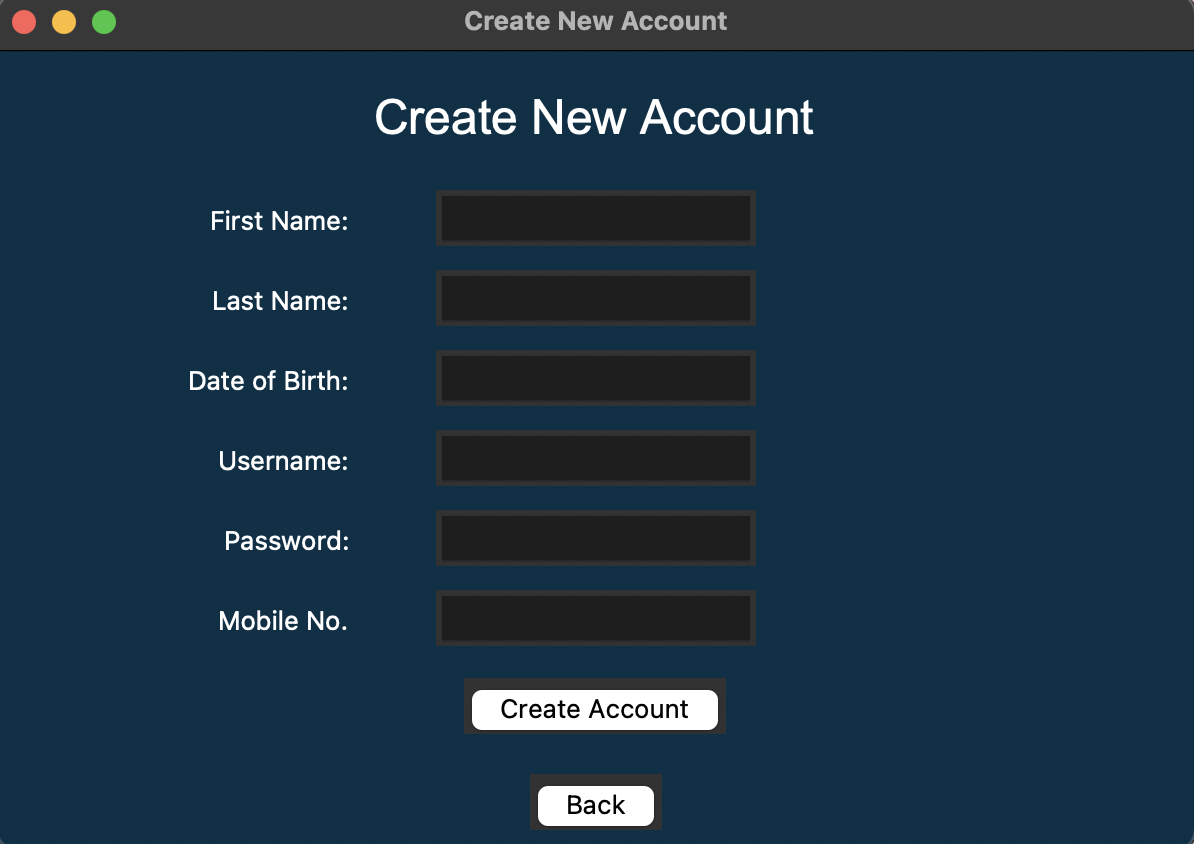 Create New Account
Create New Account
First Name:
Last Name:
Date of Birth:
Username:
Password:
Mobile No.
Create Account
Back